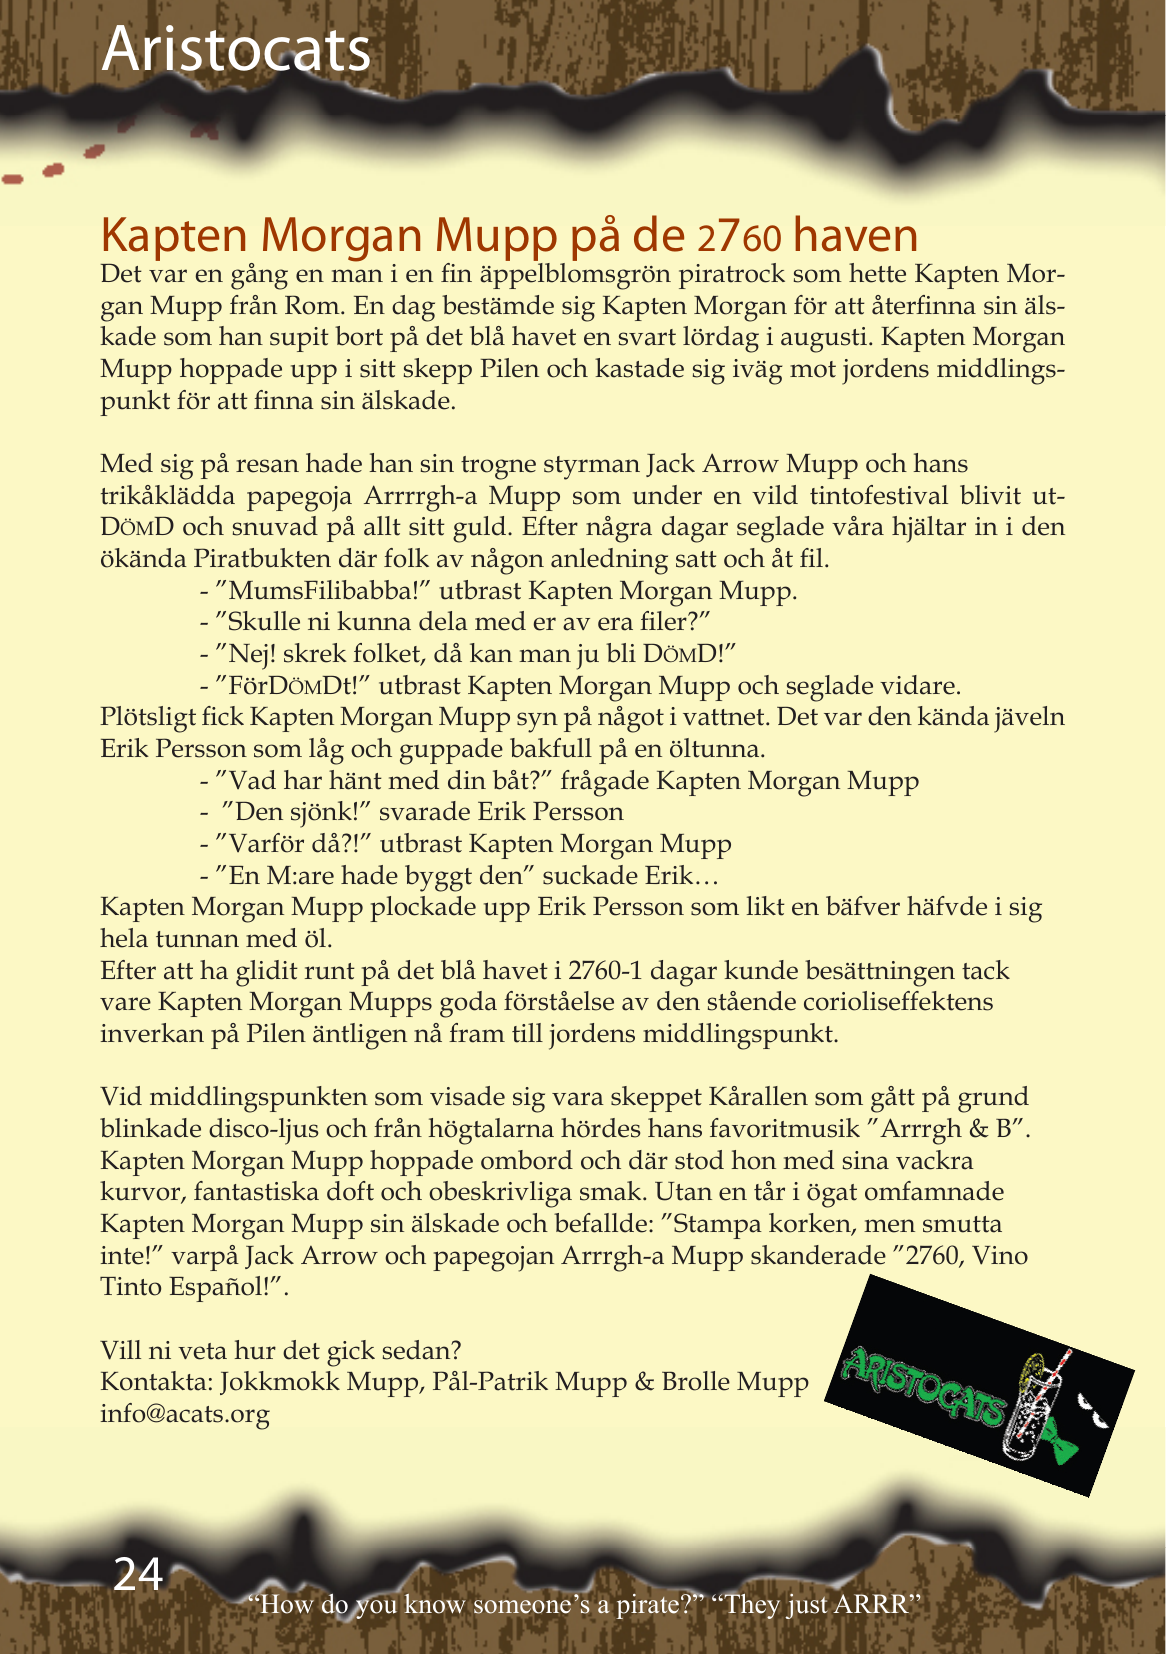 Aristocats
Kapten Morgan Mupp på de 2760 haven
Det var en gång en man i en fin äppelblomsgrön piratrock som hette Kapten Mor-
gan Mupp från Rom. En dag bestämde sig Kapten Morgan för att återfinna sin äls-
kade som han supit bort på det blå havet en svart lördag i augusti. Kapten Morgan
Mupp hoppade upp i sitt skepp Pilen och kastade sig iväg mot jordens middlings-
punkt för att finna sin älskade.
Med sig på resan hade han sin trogne styrman Jack Arrow Mupp och hans
trikåklädda papegoja Arrrrgh-a Mupp som under en vild tintofestival blivit ut-
DÖMD och snuvad på allt sitt guld. Efter några dagar seglade våra hjältar in i den
ökända Piratbukten där folk av någon anledning satt och åt fil.
- ”MumsFilibabba!” utbrast Kapten Morgan Mupp.
- ”Skulle ni kunna dela med er av era filer?”
- ”Nej! skrek folket, då kan man ju bli DÖMD!”
- ”FörDÖMDt!” utbrast Kapten Morgan Mupp och seglade vidare.
Plötsligt fick Kapten Morgan Mupp syn på något i vattnet. Det var den kända jäveln
Erik Persson som låg och guppade bakfull på en öltunna.
- ”Vad har hänt med din båt?” frågade Kapten Morgan Mupp
- ”Den sjönk!” svarade Erik Persson
- ”Varför då?!” utbrast Kapten Morgan Mupp
- ”En M:are hade byggt den” suckade Erik…
Kapten Morgan Mupp plockade upp Erik Persson som likt en bäfver häfvde i sig
hela tunnan med öl.
Efter att ha glidit runt på det blå havet i 2760-1 dagar kunde besättningen tack
vare Kapten Morgan Mupps goda förståelse av den stående corioliseffektens
inverkan på Pilen äntligen nå fram till jordens middlingspunkt.
Vid middlingspunkten som visade sig vara skeppet Kårallen som gått på grund
blinkade disco-ljus och från högtalarna hördes hans favoritmusik ”Arrrgh & B”.
Kapten Morgan Mupp hoppade ombord och där stod hon med sina vackra
kurvor, fantastiska doft och obeskrivliga smak. Utan en tår i ögat omfamnade
Kapten Morgan Mupp sin älskade och befallde: ”Stampa korken, men smutta
inte!” varpå Jack Arrow och papegojan Arrrgh-a Mupp skanderade ”2760, Vino
Tinto Español!”.
Vill ni veta hur det gick sedan?
Kontakta: Jokkmokk Mupp, Pål-Patrik Mupp & Brolle Mupp
info@acats.org
ARISTOCATS
24
“How do you know someone’s a pirate?” “They just ARRR”